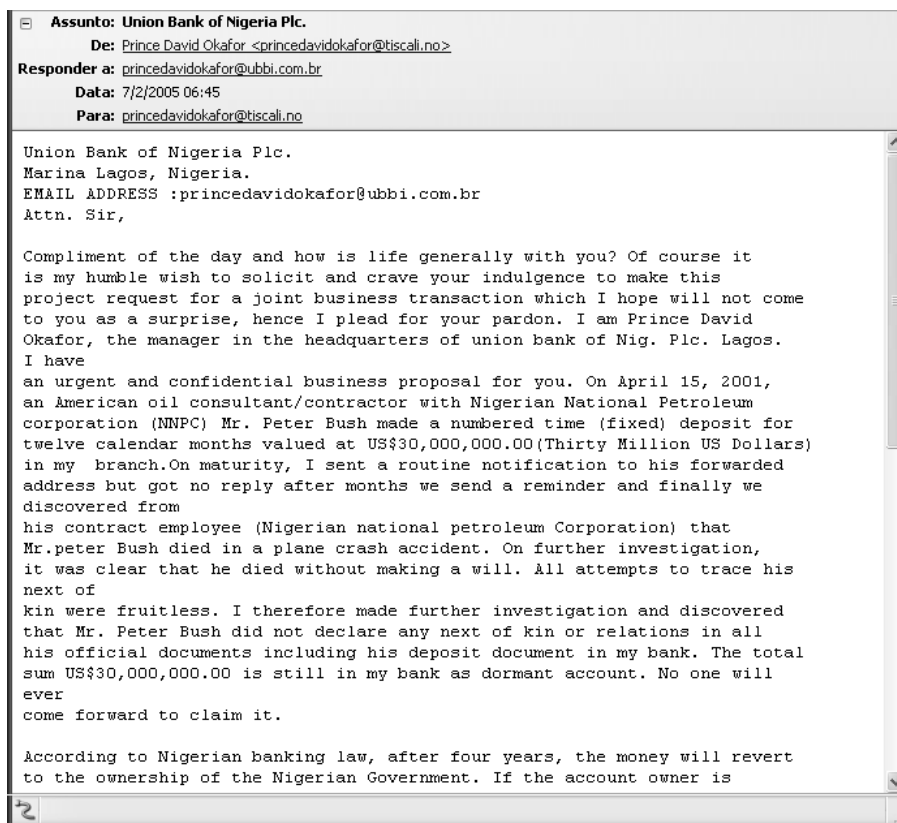 Assunto: Union Bank of Nigeria Plc.
De: Prince David Okafor <princedavidokafor@tiscali.no>
Responder a: princedavidokafor@ubbi.com.br
Data: 7/2/2005 06:45
Para: princedavidokafor@tiscali.no
Union Bank of Nigeria Plc.
Marina Lagos, Nigeria.
EMAIL ADDRESS :princedavidokafor@ubbi.com.br
Attn. Sir,
Compliment of the day and how is life generally with you? Of course it
is my humble wish to solicit and crave your indulgence to make this
project request for a joint business transaction which I hope will not come
to you as a surprise, hence I plead for your pardon. I am Prince David
Okafor, the manager in the headquarters of union bank of Nig. Plc. Lagos.
I have
an urgent and confidential business proposal for you. On April 15, 2001,
an American oil consultant/contractor with Nigerian National Petroleum
corporation (NNPC) Mr. Peter Bush made a numbered time (fixed) deposit for
twelve calendar months valued at US$30,000,000.00(Thirty Million US Dollars)
in my  branch.On maturity, I sent a routine notification to his forwarded
address but got no reply after months we send a reminder and finally we
discovered from
his contract employee (Nigerian national petroleum Corporation) that
Mr.peter Bush died in a plane crash accident. On further investigation,
it was clear that he died without making a will. All attempts to trace his
next of
kin were fruitless. I therefore made further investigation and discovered
that Mr. Peter Bush did not declare any next of kin or relations in all
his official documents including his deposit document in my bank. The total
sum US$30,000,000.00 is still in my bank as dormant account. No one will
ever
come forward to claim it.
According to Nigerian banking law, after four years, the money will revert
to the ownership of the Nigerian Government. If the account owner is